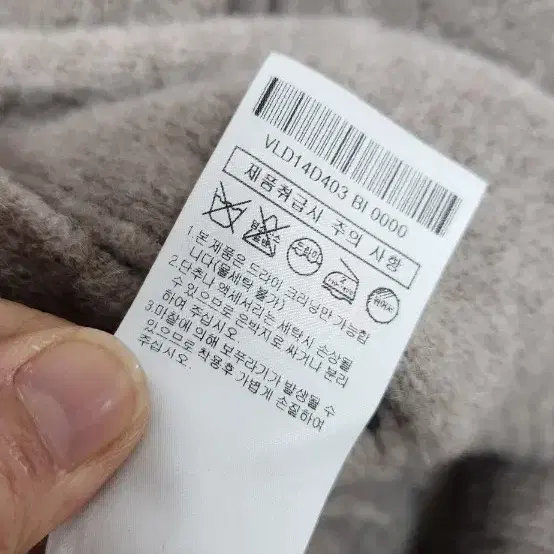 VLD14D403 BI 0000
제품취급시 주의 사항
드라이
1.본 제품은 드라이 크리닝만 가능합
니다(물세탁 불가)
2.단추나 액세서리는 세탁시 손상될
수 있으므로 은박지로 싸거나 분리
하여 주십시오.
3.마찰에 의해 보푸라기가 발생될 수
있으므로 착용후 가볍게 손질하여
주십시오.